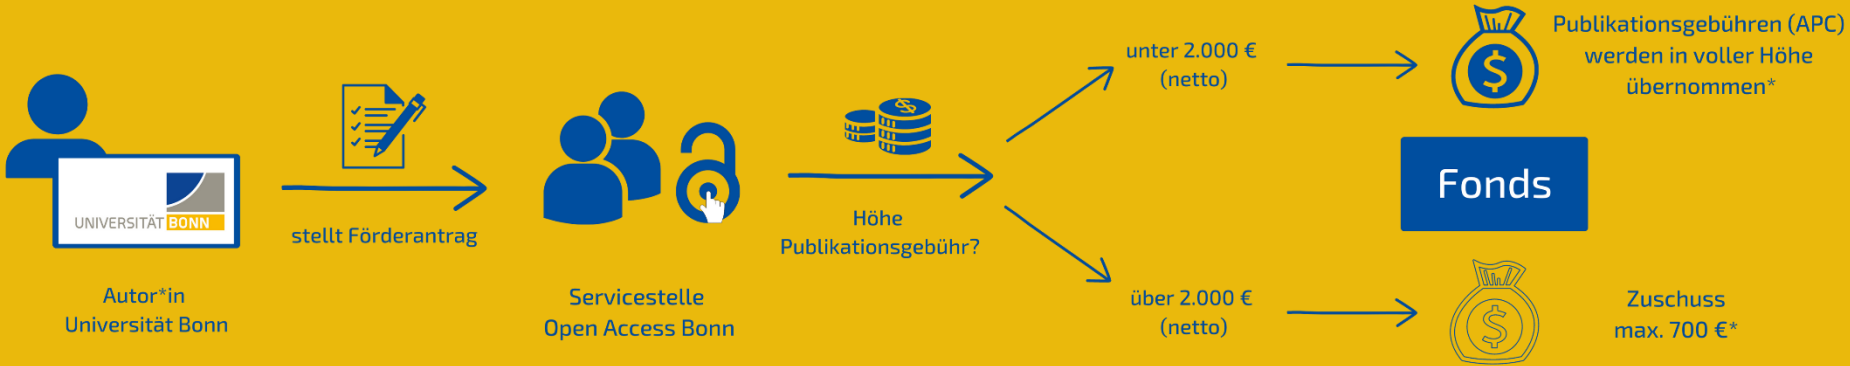 UNIVERSITÄT BONN
Autor*in
Universität Bonn
stellt Förderantrag
Servicestelle
Open Access Bonn
Höhe
Publikationsgebühr?
unter 2.000 €
(netto)
Publikationsgebühren (APC)
werden in voller Höhe
übernommen*
Fonds
über 2.000 €
(netto)
Zuschuss
max. 700 €*